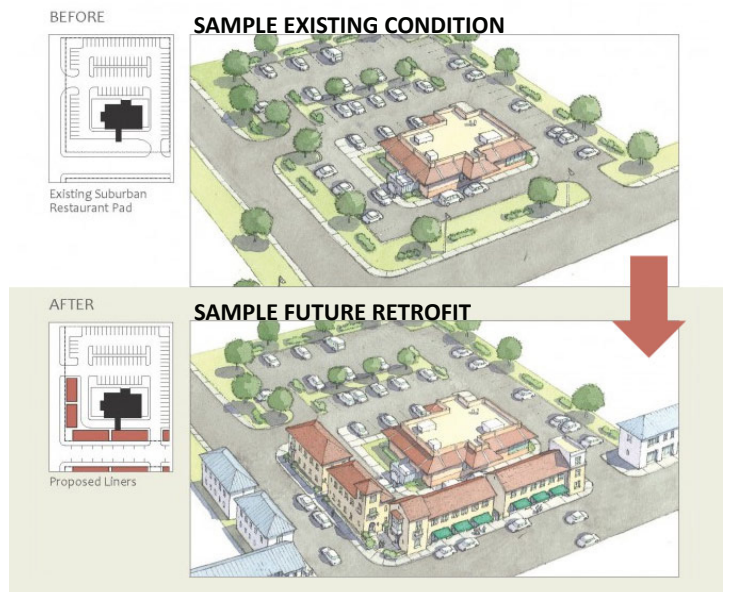 BEFORE
SAMPLE EXISTING CONDITION
Existing Suburban
Restaurant Pad
AFTER
SAMPLE FUTURE RETROFIT
Proposed Liners